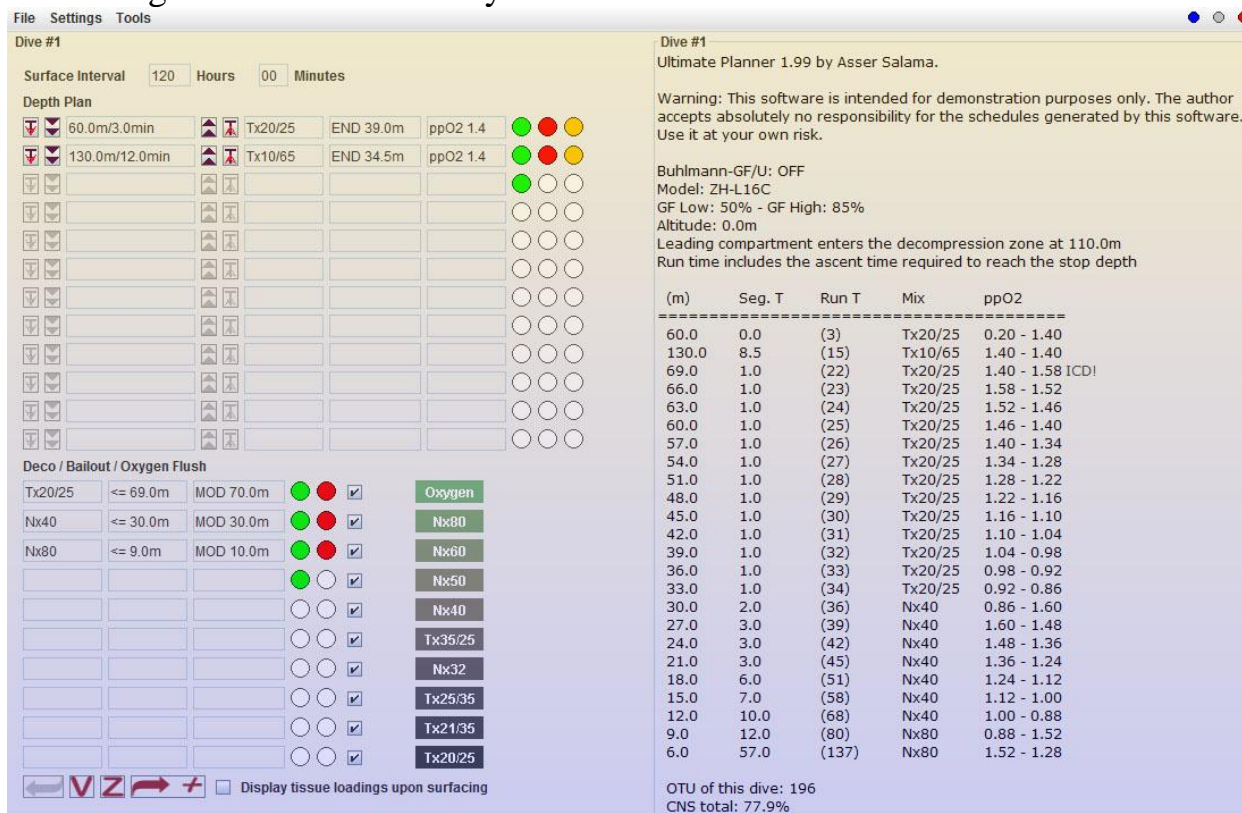 File Settings Tools
Dive #1
Surface Interval 120 Hours 00 Minutes
Depth Plan
60.0m/3.0min Tx20/25 END 39.0m ppO2 1.4
130.0m/12.0min Tx10/65 END 34.5m ppO2 1.4
Deco / Bailout / Oxygen Flush
Tx20/25 <= 69.0m MOD 70.0m Oxygen
Nx40 <= 30.0m MOD 30.0m Nx80
Nx80 <= 9.0m MOD 10.0m Nx60
Nx50
Nx40
Tx35/25
Nx32
Tx25/35
Tx21/35
Tx20/25
V Z Display tissue loadings upon surfacing
Dive #1
Ultimate Planner 1.99 by Asser Salama.
Warning: This software is intended for demonstration purposes only. The author
accepts absolutely no responsibility for the schedules generated by this software.
Use it at your own risk.
Buhlmann-GF/U: OFF
Model: ZH-L16C
GF Low: 50% - GF High: 85%
Altitude: 0.0m
Leading compartment enters the decompression zone at 110.0m
Run time includes the ascent time required to reach the stop depth
(m) Seg. T Run T Mix ppO2
=============================================
60.0 0.0 (3) Tx20/25 0.20 - 1.40
130.0 8.5 (15) Tx10/65 1.40 - 1.40
69.0 1.0 (22) Tx20/25 1.40 - 1.58 ICD!
66.0 1.0 (23) Tx20/25 1.58 - 1.52
63.0 1.0 (24) Tx20/25 1.52 - 1.46
60.0 1.0 (25) Tx20/25 1.46 - 1.40
57.0 1.0 (26) Tx20/25 1.40 - 1.34
54.0 1.0 (27) Tx20/25 1.34 - 1.28
51.0 1.0 (28) Tx20/25 1.28 - 1.22
48.0 1.0 (29) Tx20/25 1.22 - 1.16
45.0 1.0 (30) Tx20/25 1.16 - 1.10
42.0 1.0 (31) Tx20/25 1.10 - 1.04
39.0 1.0 (32) Tx20/25 1.04 - 0.98
36.0 1.0 (33) Tx20/25 0.98 - 0.92
33.0 1.0 (34) Tx20/25 0.92 - 0.86
30.0 2.0 (36) Nx40 0.86 - 1.60
27.0 3.0 (39) Nx40 1.60 - 1.48
24.0 3.0 (42) Nx40 1.48 - 1.36
21.0 3.0 (45) Nx40 1.36 - 1.24
18.0 6.0 (51) Nx40 1.24 - 1.12
15.0 7.0 (58) Nx40 1.12 - 1.00
12.0 10.0 (68) Nx40 1.00 - 0.88
9.0 12.0 (80) Nx80 0.88 - 1.52
6.0 57.0 (137) Nx80 1.52 - 1.28
OTU of this dive: 196
CNS total: 77.9%